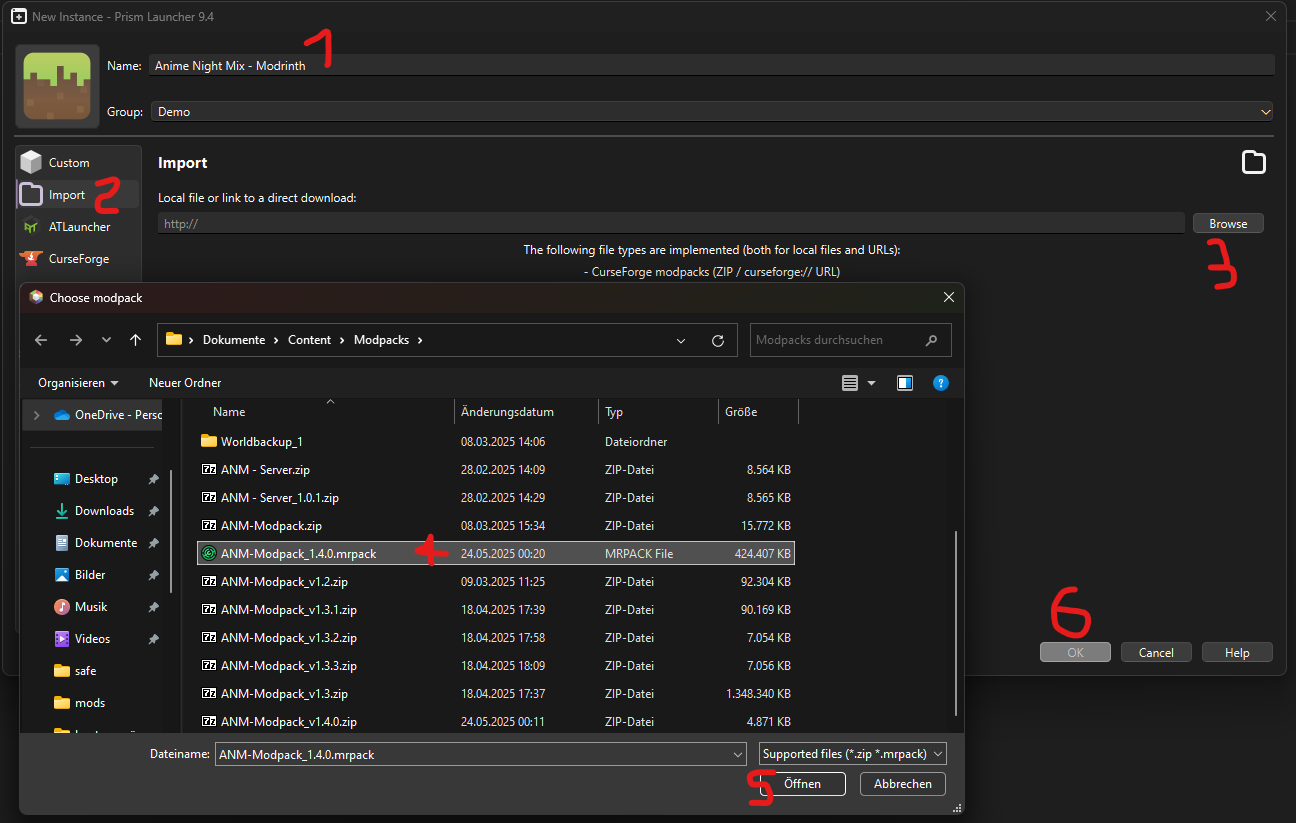 New Instance - Prism Launcher 9.4
1
Name: Anime Night Mix - Modrinth
Group: Demo
Custom
Import
2
ATLauncher
CurseForge
Import
Local file or link to a direct download:
http://
Browse
3
The following file types are implemented (both for local files and URLs):
- CurseForge modpacks (ZIP / curseforge:// URL)
Choose modpack
Dokumente > Content > Modpacks >
Modpacks durchsuchen
Organisieren
Neuer Ordner
OneDrive - Perso
Desktop
Downloads
Dokumente
Bilder
Musik
Videos
safe
mods
Name Änderungsdatum Typ Größe
Worldbackup_1 08.03.2025 14:06 Dateiordner
ANM - Server.zip 28.02.2025 14:09 ZIP-Datei 8.564 KB
ANM - Server_1.0.1.zip 28.02.2025 14:29 ZIP-Datei 8.565 KB
ANM-Modpack.zip 08.03.2025 15:34 ZIP-Datei 15.772 KB
ANM-Modpack_1.4.0.mrpack 4 24.05.2025 00:20 MRPACK File 424.407 KB
ANM-Modpack_v1.2.zip 09.03.2025 11:25 ZIP-Datei 92.304 KB
ANM-Modpack_v1.3.1.zip 18.04.2025 17:39 ZIP-Datei 90.169 KB
ANM-Modpack_v1.3.2.zip 18.04.2025 17:58 ZIP-Datei 7.054 KB
ANM-Modpack_v1.3.3.zip 18.04.2025 18:09 ZIP-Datei 7.056 KB
ANM-Modpack_v1.3.zip 18.04.2025 17:37 ZIP-Datei 1.348.340 KB
ANM-Modpack_v1.4.0.zip 24.05.2025 00:11 ZIP-Datei 4.871 KB
Dateiname: ANM-Modpack_1.4.0.mrpack
Supported files (*.zip *.mrpack)
5
Öffnen
Abbrechen
6
OK
Cancel
Help